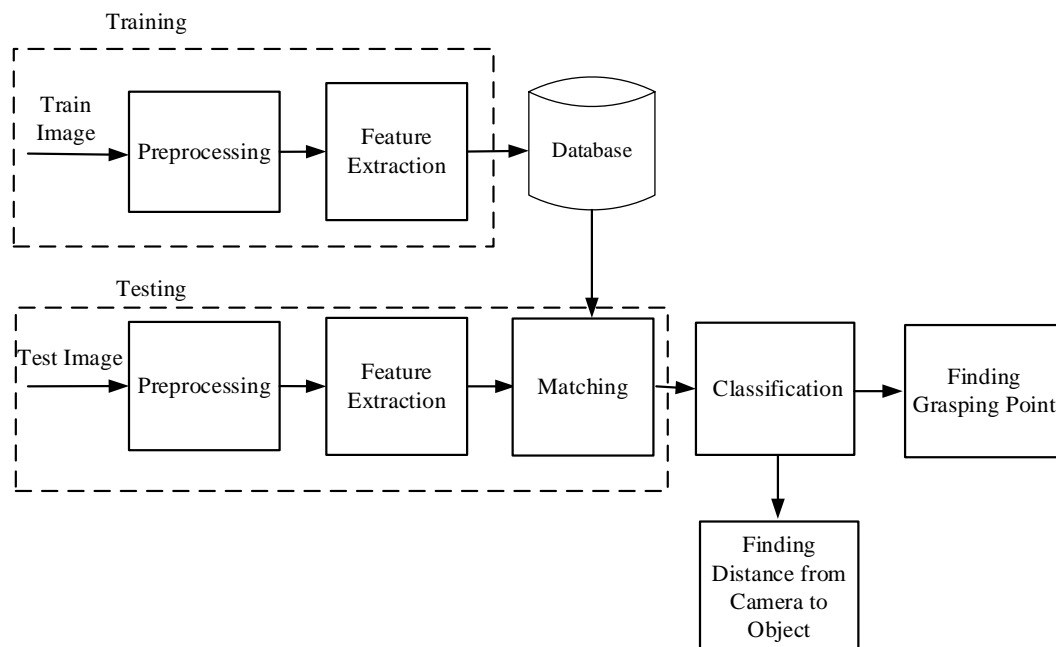 Training
Train
Image
Preprocessing
Feature
Extraction
Database
Testing
Test Image
Preprocessing
Feature
Extraction
Matching
Classification
Finding
Grasping Point
Finding
Distance from
Camera to
Object